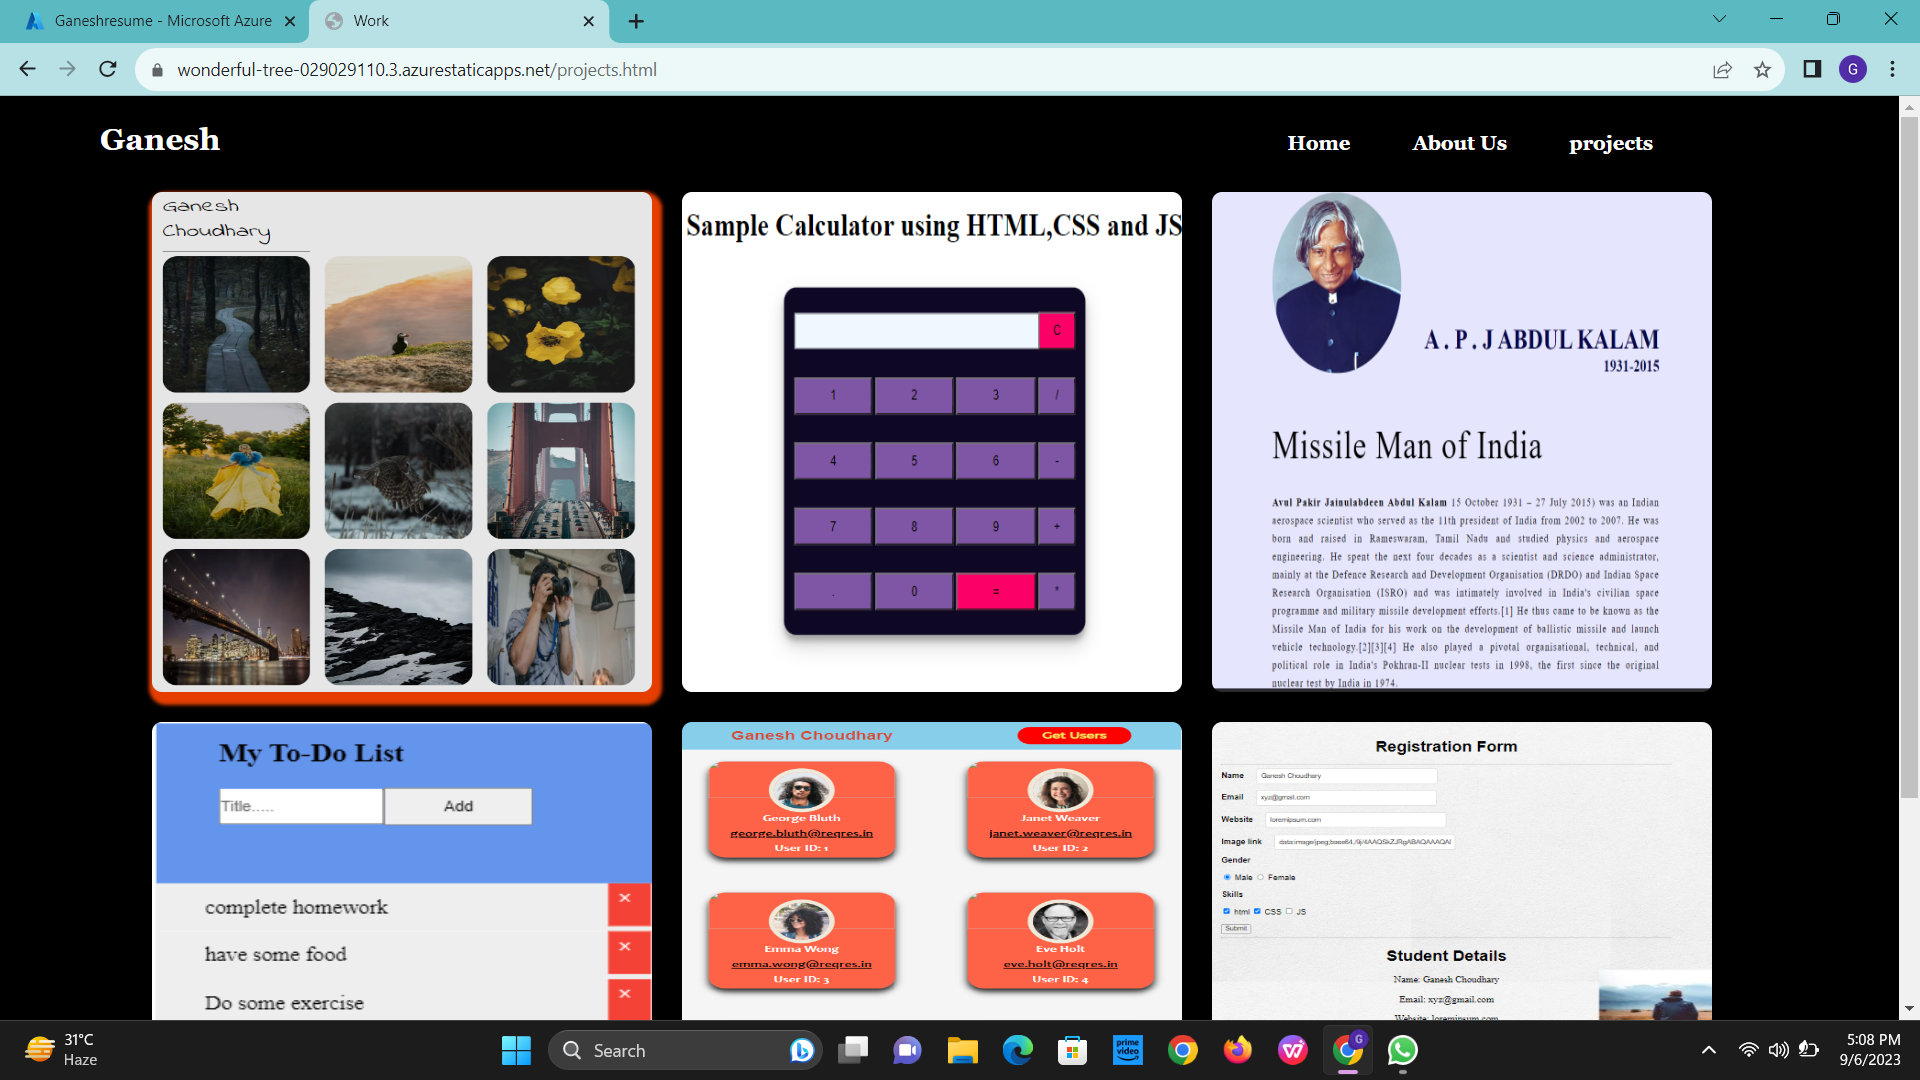 Ganeshresume - Microsoft Azure
Work
wonderful-tree-029029110.3.azurestaticapps.net/projects.html
G
Ganesh
Home
About Us
projects
Ganesh
Choudhary
Sample Calculator using HTML,CSS and JS
C
1 2 3 /
4 5 6 -
7 8 9 +
. 0 = *
A . P . J ABDUL KALAM
1931-2015
Missile Man of India
Avul Pakir Jainulabdeen Abdul Kalam 15 October 1931 – 27 July 2015) was an Indian
aerospace scientist who served as the 11th president of India from 2002 to 2007. He was
born and raised in Rameswaram, Tamil Nadu and studied physics and aerospace
engineering. He spent the next four decades as a scientist and science administrator,
mainly at the Defence Research and Development Organisation (DRDO) and Indian Space
Research Organisation (ISRO) and was intimately involved in India's civilian space
programme and military missile development efforts.[1] He thus came to be known as the
Missile Man of India for his work on the development of ballistic missile and launch
vehicle technology.[2][3][4] He also played a pivotal organisational, technical, and
political role in India's Pokhran-II nuclear tests in 1998, the first since the original
nuclear test by India in 1974.
My To-Do List
Title.....
Add
complete homework
×
have some food
×
Do some exercise
×
Ganesh Choudhary
Get Users
George Bluth
george.bluth@reqres.in
User ID: 1
Janet Weaver
janet.weaver@reqres.in
User ID: 2
Emma Wong
emma.wong@reqres.in
User ID: 3
Eve Holt
eve.holt@reqres.in
User ID: 4
Registration Form
Name Ganesh Choudhary
Email xyz@gmail.com
Website loremipsum.com
Image link data:image/jpeg;base64,/9j/4AAQSkZJRgABAQAAAQAB
Gender
Male Female
Skills
html CSS JS
Submit
Student Details
Name: Ganesh Choudhary
Email: xyz@gmail.com
Website: loremipsum.com
31°C
Haze
Search
prime
video
G
5:08 PM
9/6/2023